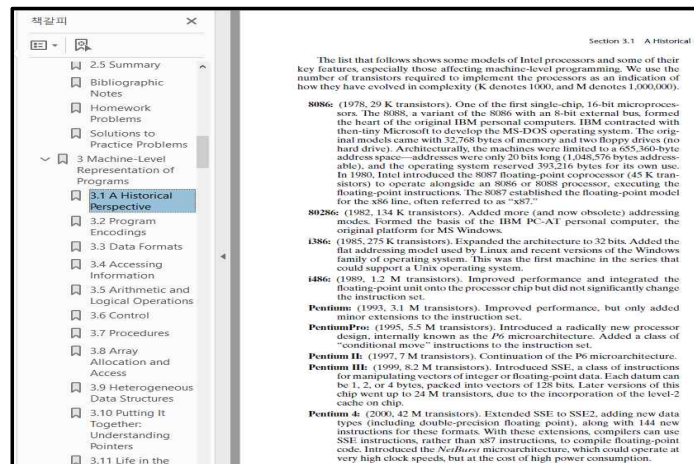 책갈피
2.5 Summary
Bibliographic
Notes
Homework
Problems
Solutions to
Practice Problems
3 Machine-Level
Representation of
Programs
3.1 A Historical
Perspective
3.2 Program
Encodings
3.3 Data Formats
3.4 Accessing
Information
3.5 Arithmetic and
Logical Operations
3.6 Control
3.7 Procedures
3.8 Array
Allocation and
Access
3.9 Heterogeneous
Data Structures
3.10 Putting It
Together:
Understanding
Pointers
3.11 Life in the
Section 3.1 A Historical
The list that follows shows some models of Intel processors and some of their
key features, especially those affecting machine-level programming. We use the
number of transistors required to implement the processors as an indication of
how they have evolved in complexity (K denotes 1000, and M denotes 1,000,000).
8086: (1978, 29 K transistors). One of the first single-chip, 16-bit microproces-
sors. The 8088, a variant of the 8086 with an 8-bit external bus, formed
the heart of the original IBM personal computers. IBM contracted with
then-tiny Microsoft to develop the MS-DOS operating system. The orig-
inal models came with 32,768 bytes of memory and two floppy drives (no
hard drive). Architecturally, the machines were limited to a 655,360-byte
address space—addresses were only 20 bits long (1,048,576 bytes address-
able), and the operating system reserved 393,216 bytes for its own use.
In 1980, Intel introduced the 8087 floating-point coprocessor (45 K tran-
sistors) to operate alongside an 8086 or 8088 processor, executing the
floating-point instructions. The 8087 established the floating-point model
for the x86 line, often referred to as “x87.”
80286: (1982, 134 K transistors). Added more (and now obsolete) addressing
modes. Formed the basis of the IBM PC-AT personal computer, the
original platform for MS Windows.
i386: (1985, 275 K transistors). Expanded the architecture to 32 bits. Added the
flat addressing model used by Linux and recent versions of the Windows
family of operating system. This was the first machine in the series that
could support a Unix operating system.
i486: (1989, 1.2 M transistors). Improved performance and integrated the
floating-point unit onto the processor chip but did not significantly change
the instruction set.
Pentium: (1993, 3.1 M transistors). Improved performance, but only added
minor extensions to the instruction set.
PentiumPro: (1995, 5.5 M transistors). Introduced a radically new processor
design, internally known as the P6 microarchitecture. Added a class of
“conditional move” instructions to the instruction set.
Pentium II: (1997, 7 M transistors). Continuation of the P6 microarchitecture.
Pentium III: (1999, 8.2 M transistors). Introduced SSE, a class of instructions
for manipulating vectors of integer or floating-point data. Each datum can
be 1, 2, or 4 bytes, packed into vectors of 128 bits. Later versions of this
chip went up to 24 M transistors, due to the incorporation of the level-2
cache on chip.
Pentium 4: (2000, 42 M transistors). Extended SSE to SSE2, adding new data
types (including double-precision floating point), along with 144 new
instructions for these formats. With these extensions, compilers can use
SSE instructions, rather than x87 instructions, to compile floating-point
code. Introduced the NetBurst microarchitecture, which could operate at
very high clock speeds, but at the cost of high power consumption.